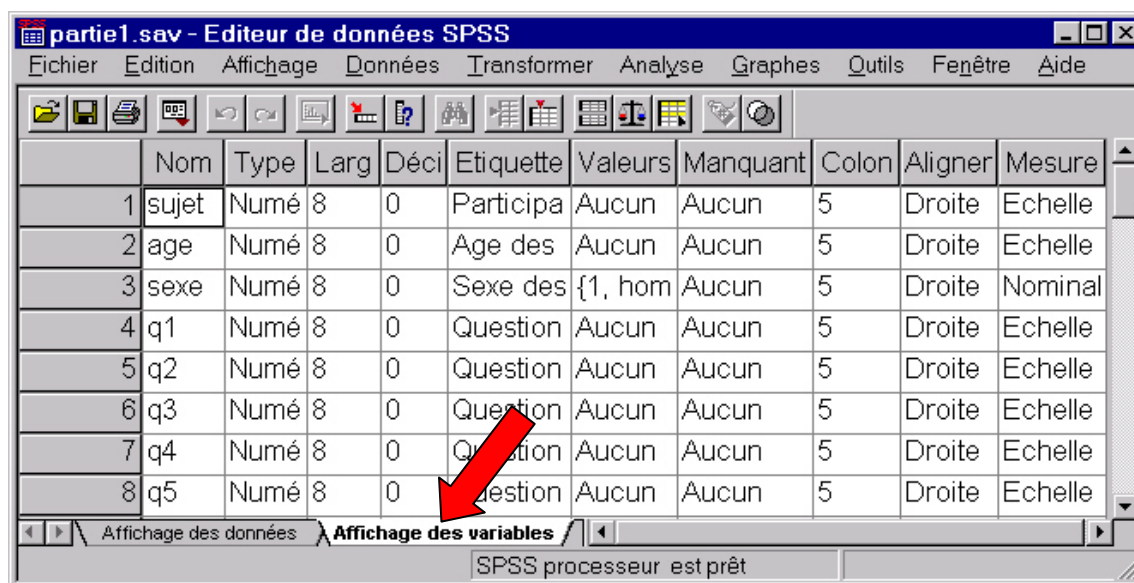 SPSS
partie1.sav - Editeur de données SPSS
Fichier Edition Affichage Données Transformer Analyse Graphes Outils Fenêtre Aide
Nom Type Larg Déci Etiquette Valeurs Manquant Colon Aligner Mesure
1 sujet Numé 8 0 Participa Aucun Aucun 5 Droite Echelle
2 age Numé 8 0 Age des Aucun Aucun 5 Droite Echelle
3 sexe Numé 8 0 Sexe des {1, hom Aucun 5 Droite Nominal
4 q1 Numé 8 0 Question Aucun Aucun 5 Droite Echelle
5 q2 Numé 8 0 Question Aucun Aucun 5 Droite Echelle
6 q3 Numé 8 0 Question Aucun Aucun 5 Droite Echelle
7 q4 Numé 8 0 Question Aucun Aucun 5 Droite Echelle
8 q5 Numé 8 0 Question Aucun Aucun 5 Droite Echelle
Affichage des données Affichage des variables
SPSS processeur est prêt